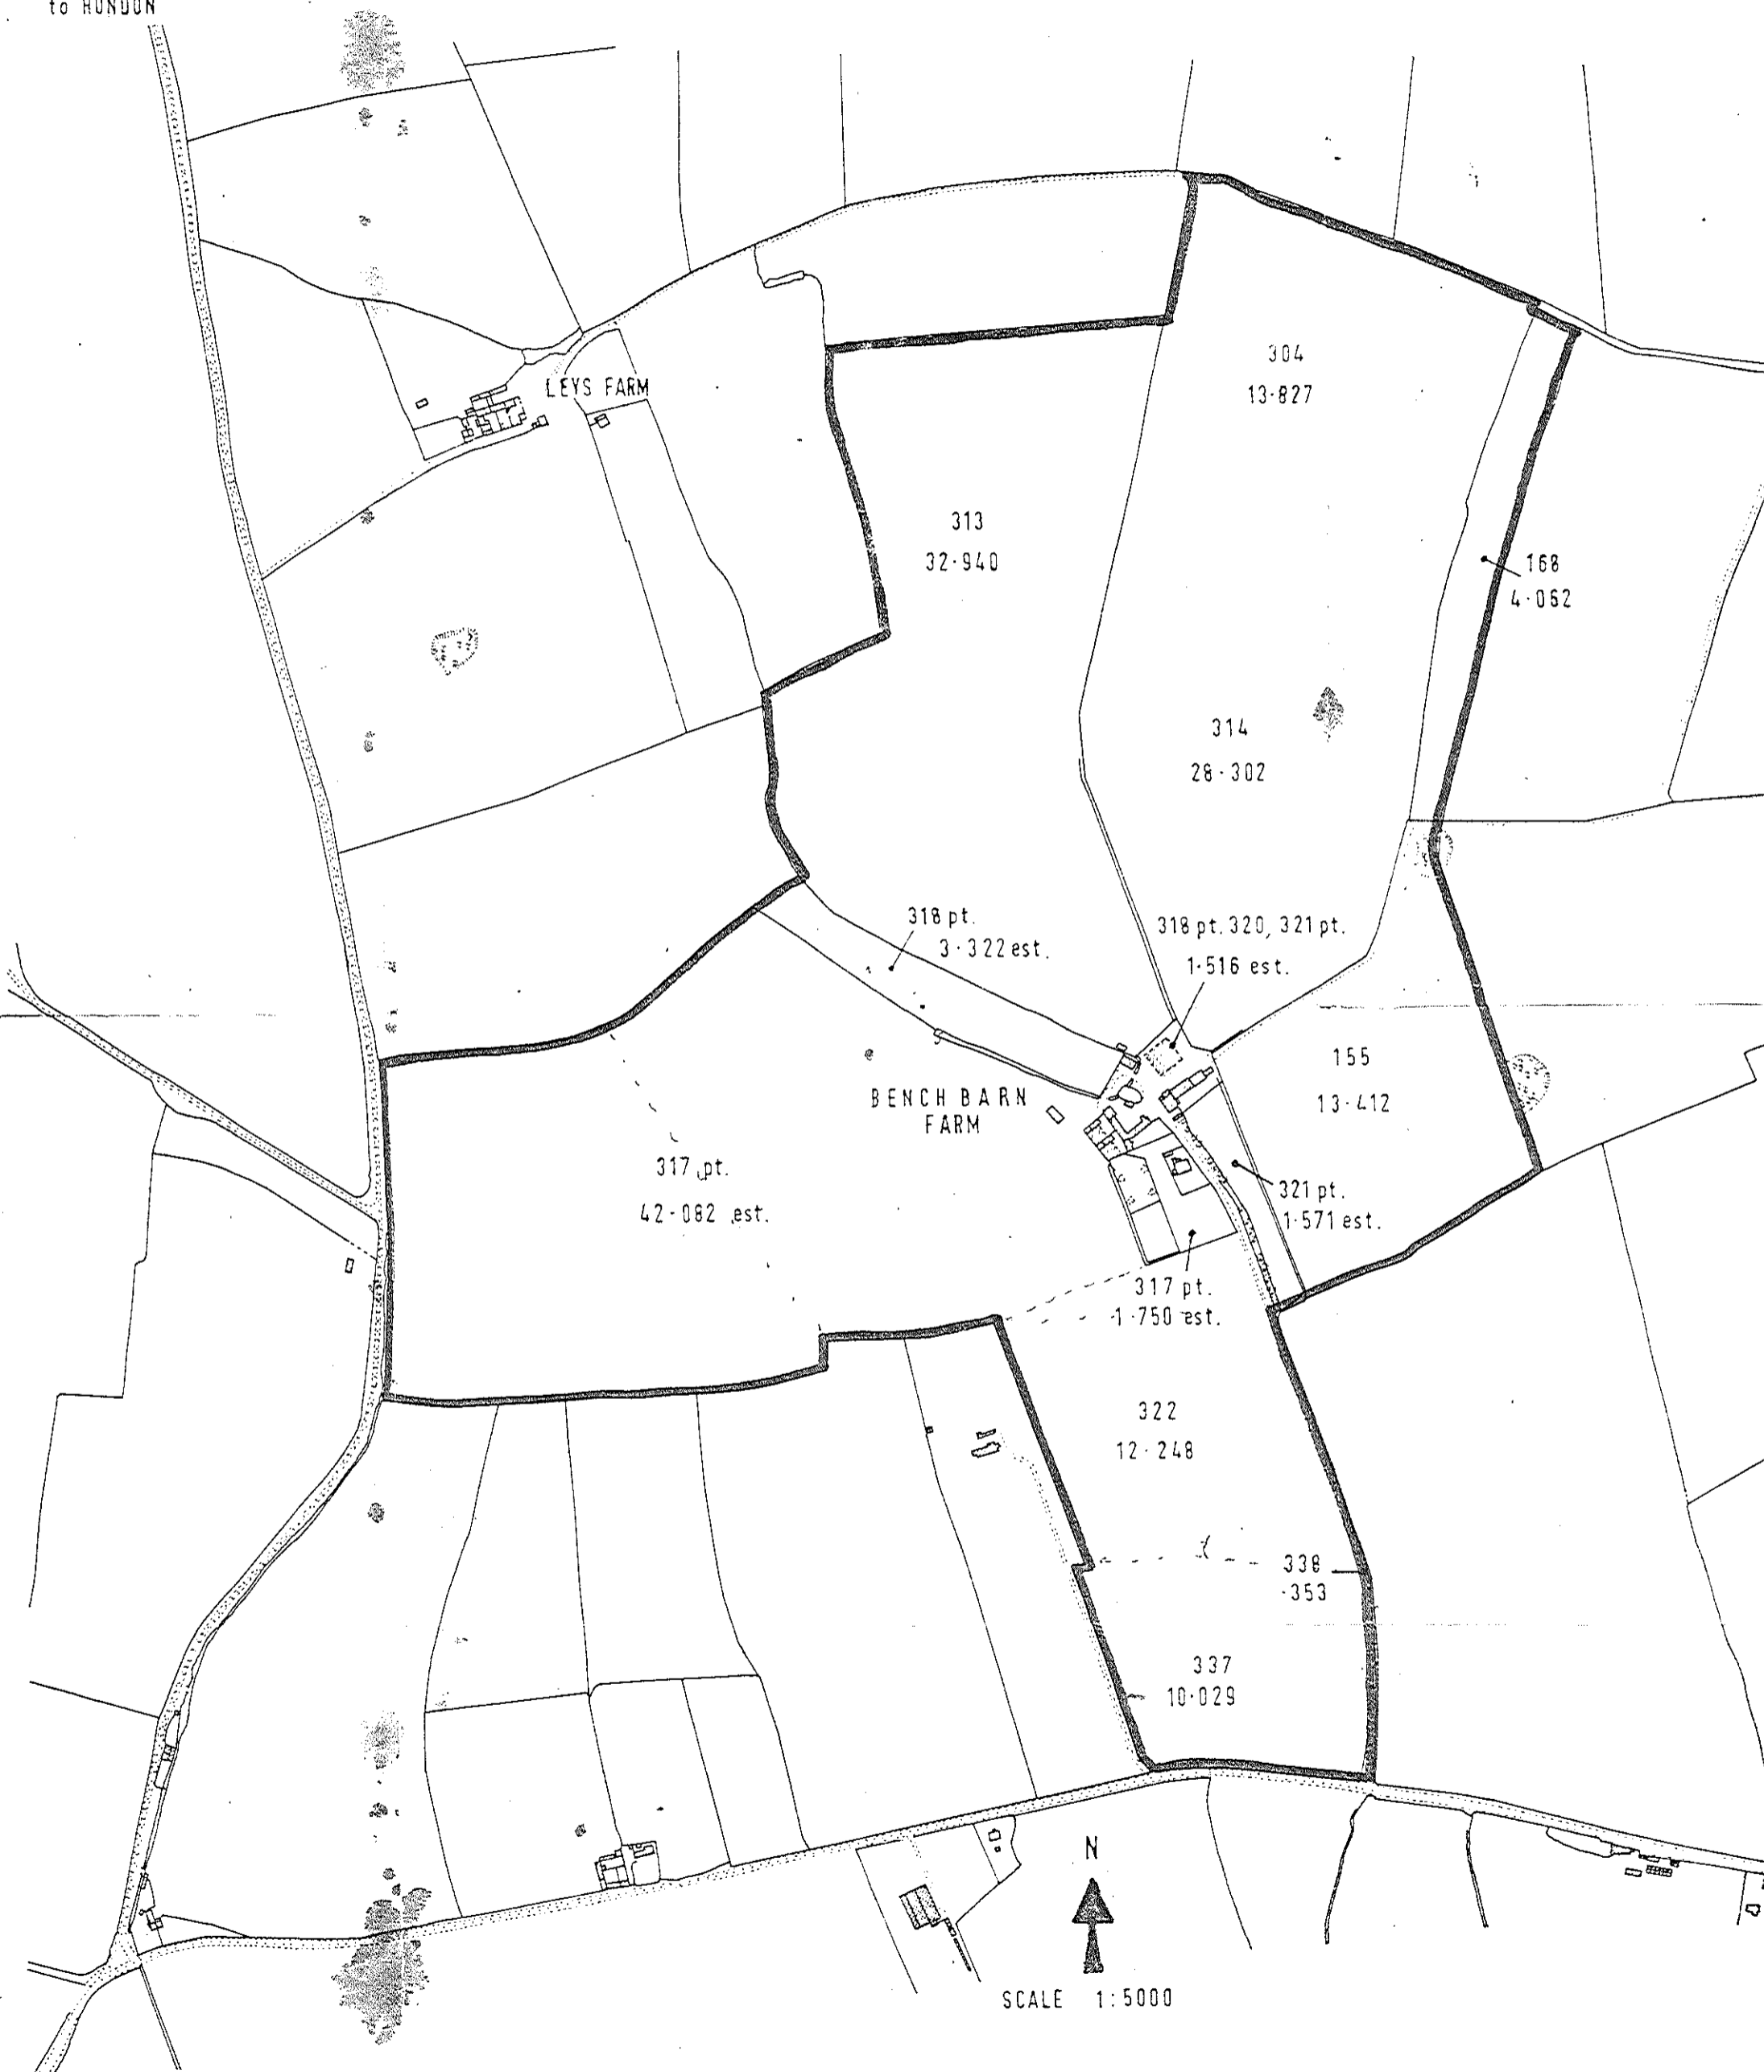 to HUNDON
LEYS FARM
304
13·827
313
32·940
168
4·062
314
28·302
318 pt.
3·322 est.
318 pt. 320, 321 pt.
1·516 est.
155
13·412
BENCH BARN
FARM
317 pt.
42·082 est.
321 pt.
1·571 est.
317 pt.
1·750 est.
322
12·248
338
·353
337
10·029
N
SCALE 1:5000